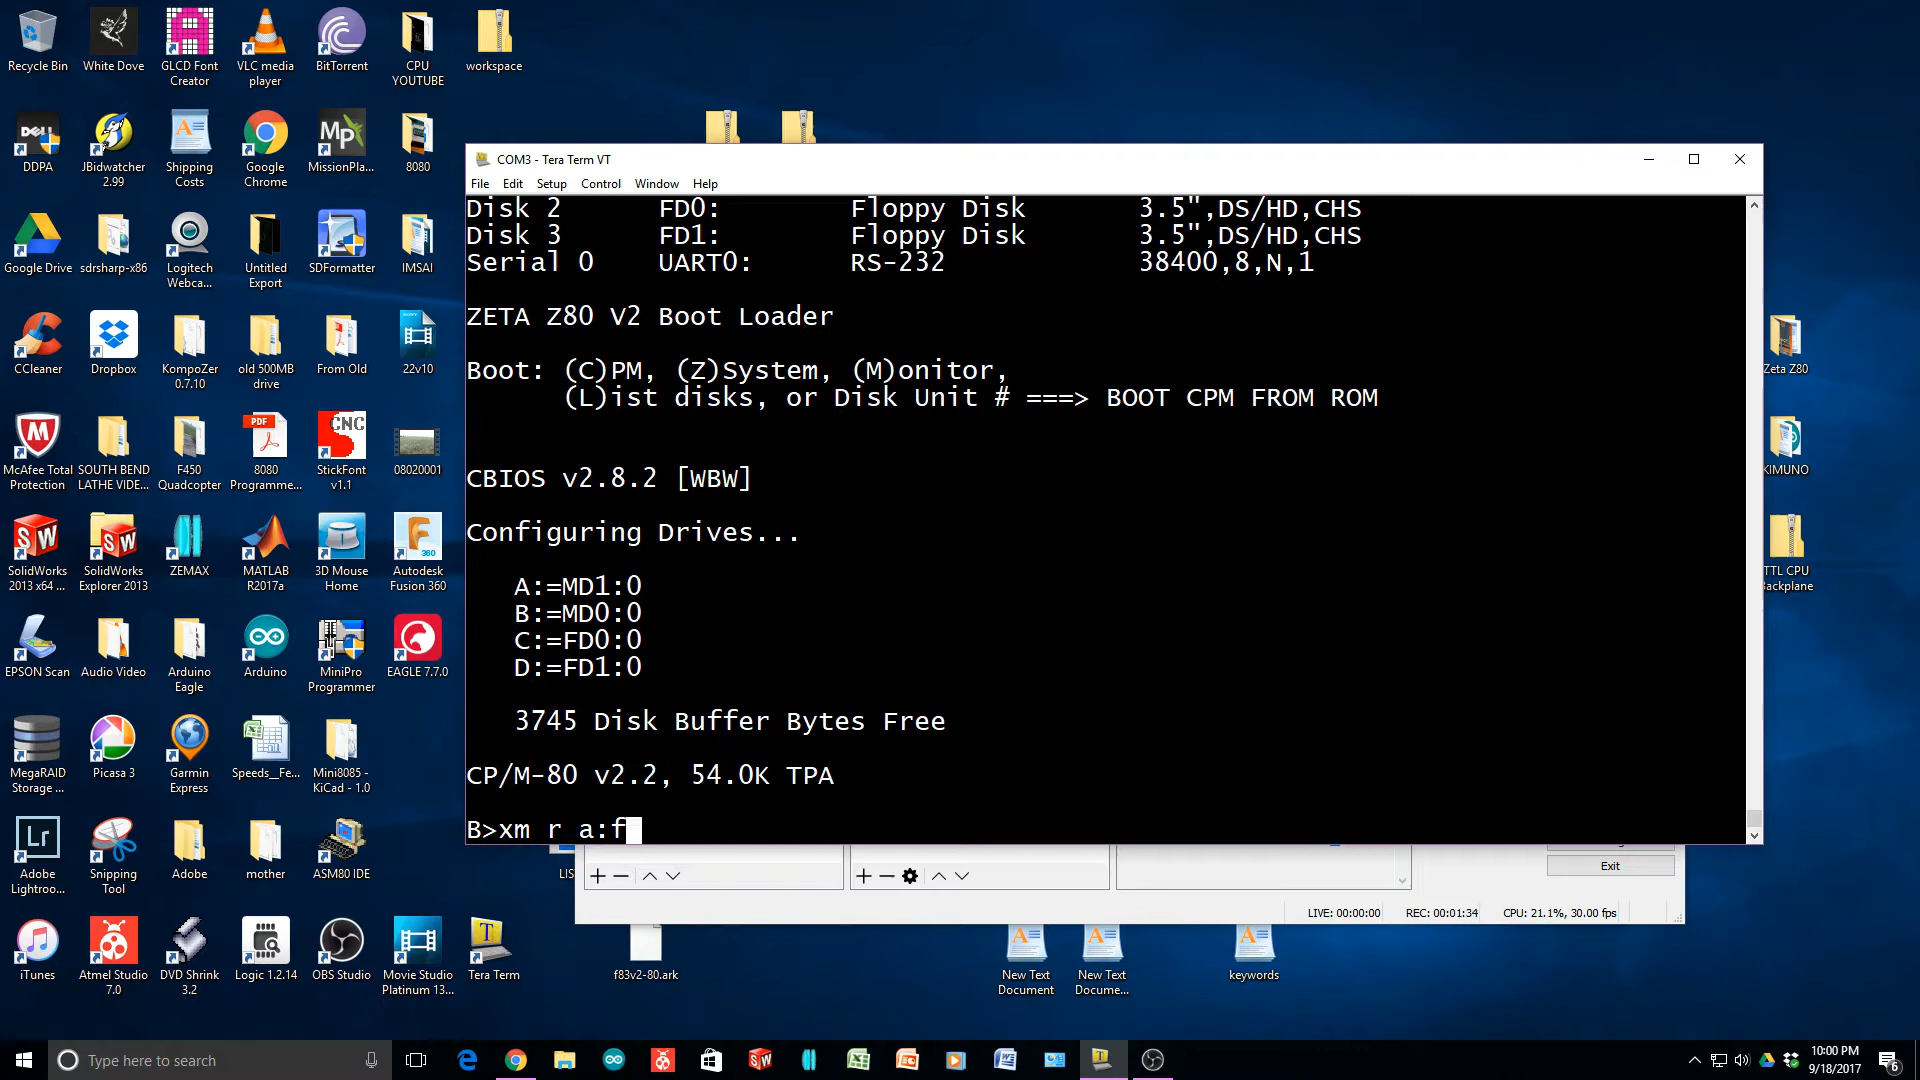 Recycle Bin
White Dove
GLCD Font Creator
VLC media player
BitTorrent
CPU YOUTUBE
workspace
DELL
DDPA
JBidwatcher 2.99
Shipping Costs
Google Chrome
Mp
MissionPla...
8080
Google Drive
sdrsharp-x86
Logitech Webca...
Untitled Export
SDFormatter
IMSAI
CCleaner
Dropbox
KompoZer 0.7.10
old 500MB drive
From Old
22v10
McAfee Total Protection
SOUTH BEND LATHE VIDE...
F450 Quadcopter
PDF
8080 Programme...
CNC
StickFont v1.1
08020001
SolidWorks 2013 x64 ...
SolidWorks Explorer 2013
ZEMAX
MATLAB R2017a
3D Mouse Home
360
Autodesk Fusion 360
EPSON Scan
Audio Video
Arduino Eagle
Arduino
MiniPro Programmer
EAGLE 7.7.0
MegaRAID Storage ...
Picasa 3
Garmin Express
Speeds__Fe...
Mini8085 - KiCad - 1.0
Lr
Adobe Lightroo...
Snipping Tool
Adobe
mother
ASM80 IDE
iTunes
Atmel Studio 7.0
DVD Shrink 3.2
Logic 1.2.14
OBS Studio
Movie Studio Platinum 13...
Tera Term
COM3 - Tera Term VT
File Edit Setup Control Window Help
Disk 2 FD0: Floppy Disk 3.5",DS/HD,CHS
Disk 3 FD1: Floppy Disk 3.5",DS/HD,CHS
Serial 0 UART0: RS-232 38400,8,N,1
ZETA Z80 V2 Boot Loader
Boot: (C)PM, (Z)System, (M)onitor,
(L)ist disks, or Disk Unit # ===> BOOT CPM FROM ROM
CBIOS v2.8.2 [WBW]
Configuring Drives...
A:=MD1:0
B:=MD0:0
C:=FD0:0
D:=FD1:0
3745 Disk Buffer Bytes Free
CP/M-80 v2.2, 54.0K TPA
B>xm r a:f
Zeta Z80
KIMUNO
TTL CPU Backplane
LIS
Exit
LIVE: 00:00:00 REC: 00:01:34 CPU: 21.1%, 30.00 fps
f83v2-80.ark
New Text Document
New Text Docume...
keywords
Type here to search
10:00 PM
9/18/2017
6